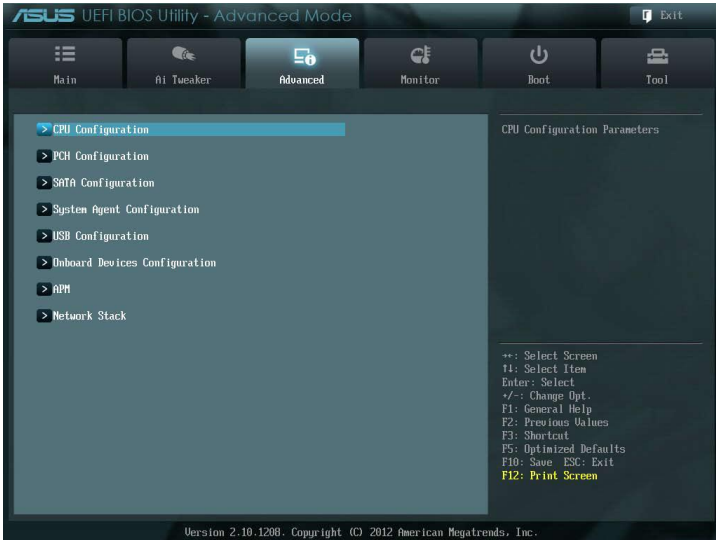 ASUS UEFI BIOS Utility - Advanced Mode
Exit
Main
Ai Tweaker
Advanced
Monitor
Boot
Tool
> CPU Configuration
> PCH Configuration
> SATA Configuration
> System Agent Configuration
> USB Configuration
> Onboard Devices Configuration
> APM
> Network Stack
CPU Configuration Parameters
→←: Select Screen
↑↓: Select Item
Enter: Select
+/-: Change Opt.
F1: General Help
F2: Previous Values
F3: Shortcut
F5: Optimized Defaults
F10: Save ESC: Exit
F12: Print Screen
Version 2.10.1208. Copyright (C) 2012 American Megatrends, Inc.